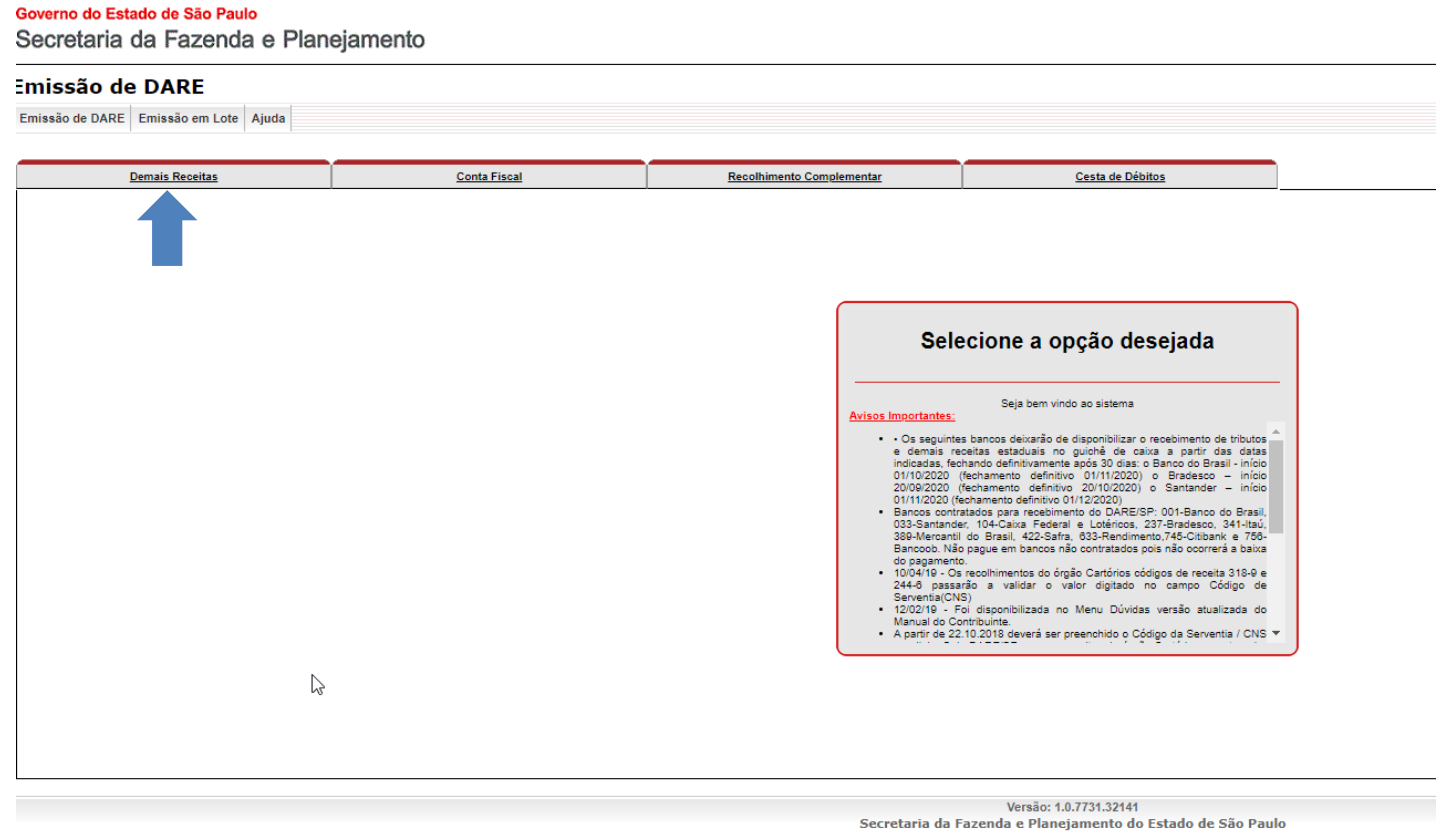 Governo do Estado de São Paulo
Secretaria da Fazenda e Planejamento
Emissão de DARE
Emissão de DARE Emissão em Lote Ajuda
Demais Receitas Conta Fiscal Recolhimento Complementar Cesta de Débitos
Selecione a opção desejada
Seja bem vindo ao sistema
Avisos Importantes:
• • Os seguintes bancos deixarão de disponibilizar o recebimento de tributos
e demais receitas estaduais no guichê de caixa a partir das datas
indicadas, fechando definitivamente após 30 dias: o Banco do Brasil - início
01/10/2020 (fechamento definitivo 01/11/2020) o Bradesco – início
20/09/2020 (fechamento definitivo 20/10/2020) o Santander – início
01/11/2020 (fechamento definitivo 01/12/2020)
• Bancos contratados para recebimento do DARE/SP: 001-Banco do Brasil,
033-Santander, 104-Caixa Federal e Lotéricos, 237-Bradesco, 341-Itaú,
389-Mercantil do Brasil, 422-Safra, 633-Rendimento,745-Citibank e 756-
Bancoob. Não pague em bancos não contratados pois não ocorrerá a baixa
do pagamento.
• 10/04/19 - Os recolhimentos do órgão Cartórios códigos de receita 318-9 e
244-6 passarão a validar o valor digitado no campo Código de
Serventia(CNS)
• 12/02/19 - Foi disponibilizada no Menu Dúvidas versão atualizada do
Manual do Contribuinte.
• A partir de 22.10.2018 deverá ser preenchido o Código da Serventia / CNS
Versão: 1.0.7731.32141
Secretaria da Fazenda e Planejamento do Estado de São Paulo